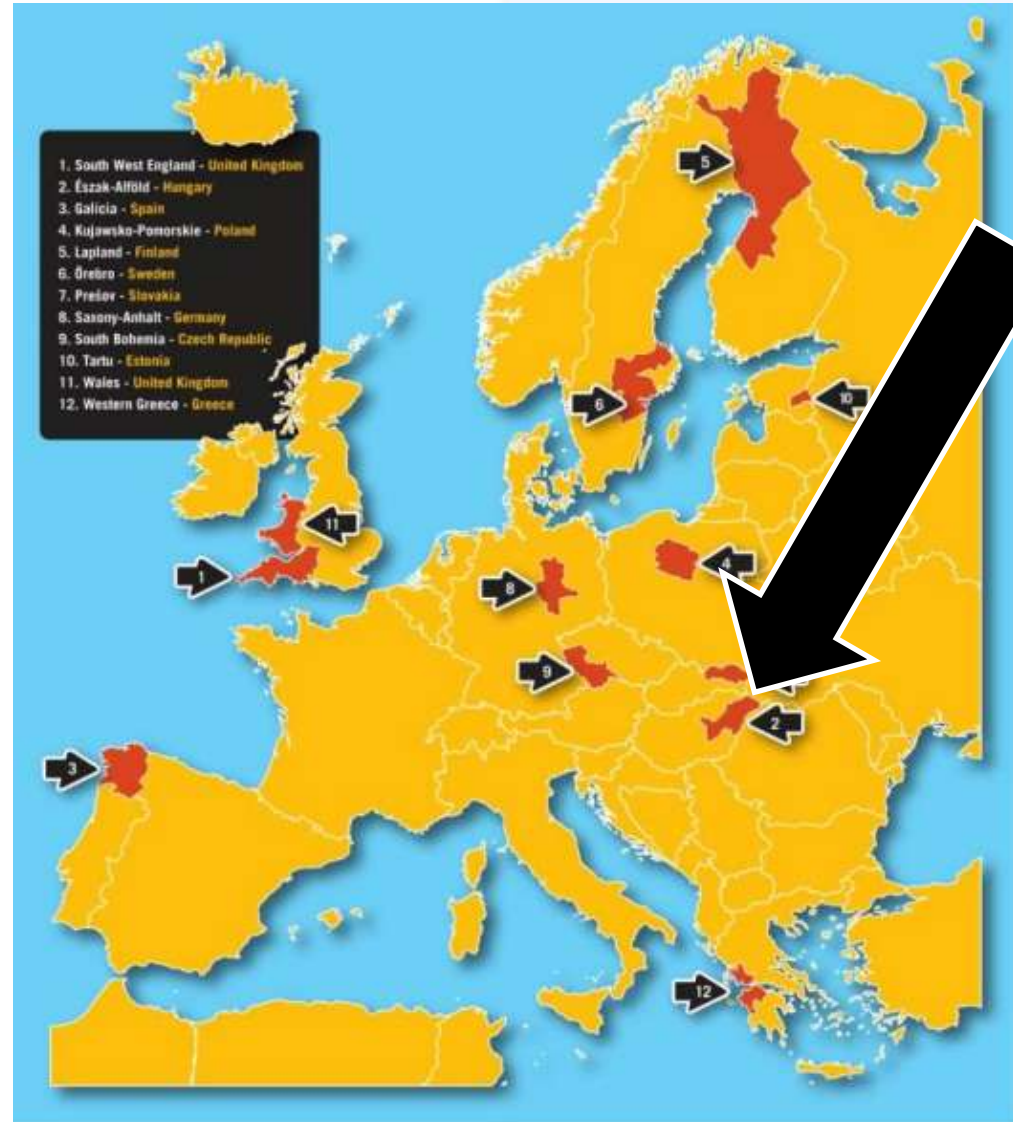 1. South West England - United Kingdom
2. Észak-Alföld - Hungary
3. Galicia - Spain
4. Kujawsko-Pomorskie - Poland
5. Lapland - Finland
6. Örebro - Sweden
7. Prešov - Slovakia
8. Saxony-Anhalt - Germany
9. South Bohemia - Czech Republic
10. Tartu - Estonia
11. Wales - United Kingdom
12. Western Greece - Greece
5
6
10
11
4
1
8
9
2
3
12